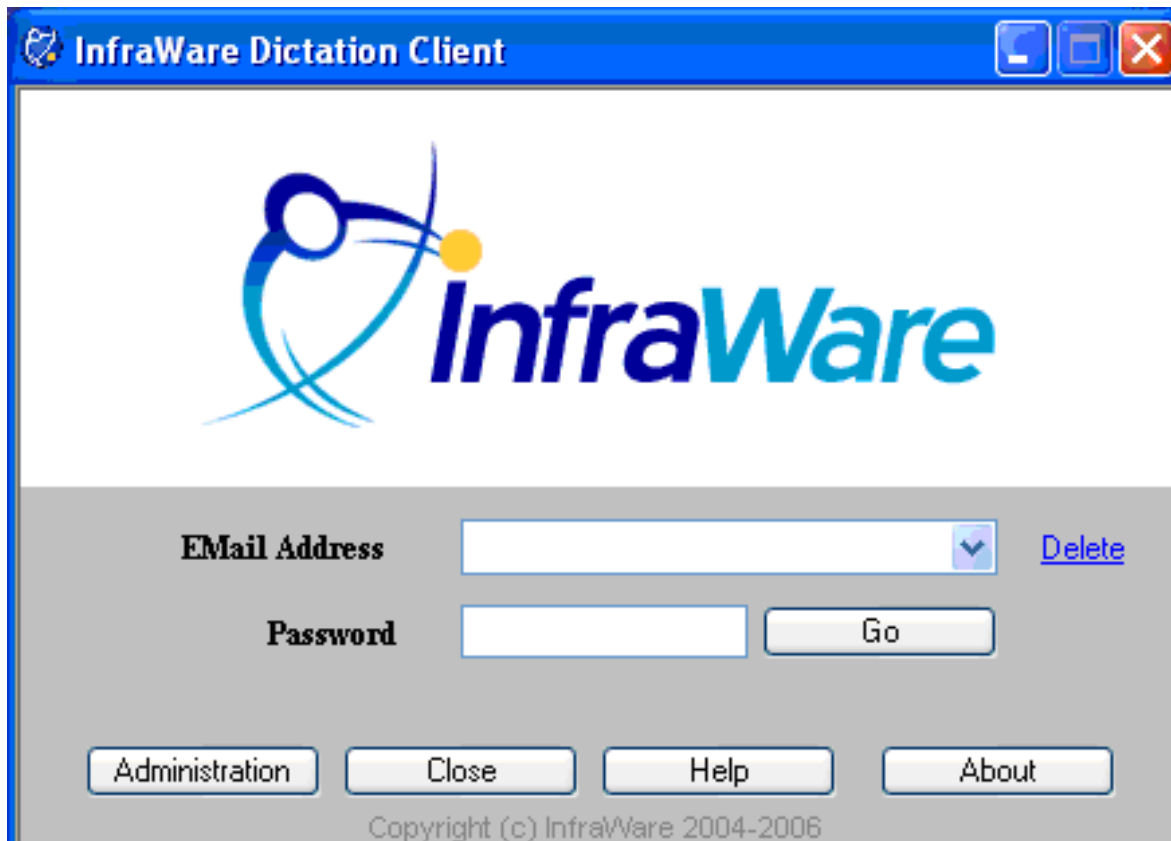 InfraWare Dictation Client
InfraWare
EMail Address
Delete
Password
Go
Administration Close Help About
Copyright (c) InfraWare 2004-2006